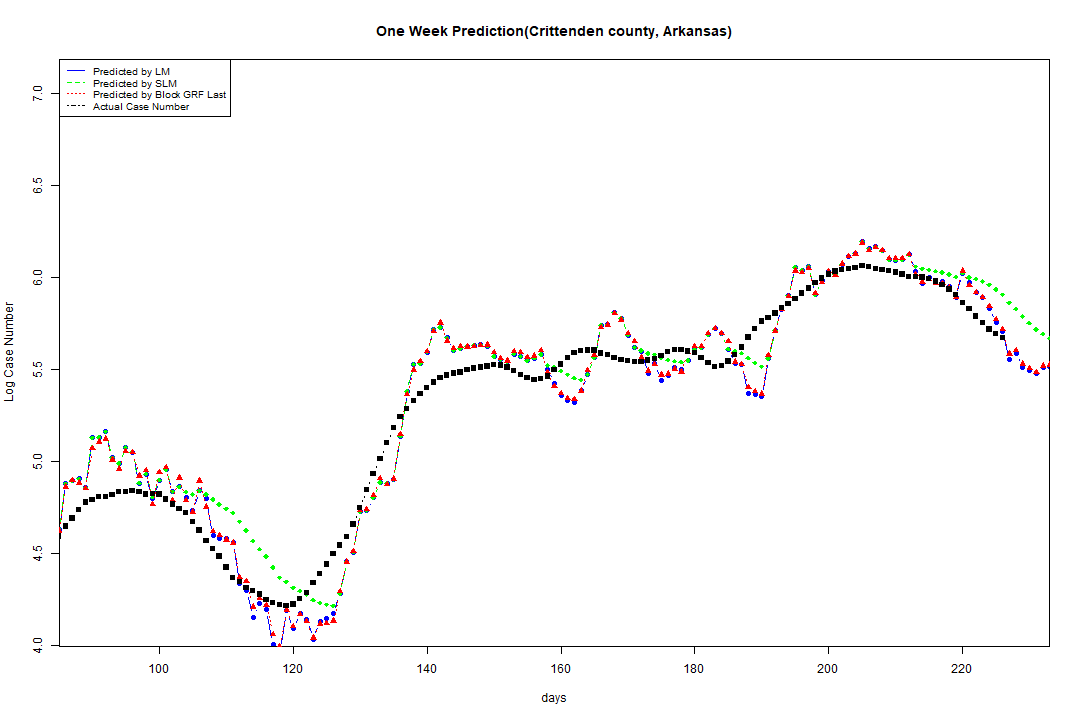 One Week Prediction(Crittenden county, Arkansas)
Predicted by LM
Predicted by SLM
Predicted by Block GRF Last
Actual Case Number
7.0
6.5
6.0
5.5
5.0
4.5
4.0
Log Case Number
100 120 140 160 180 200 220
days